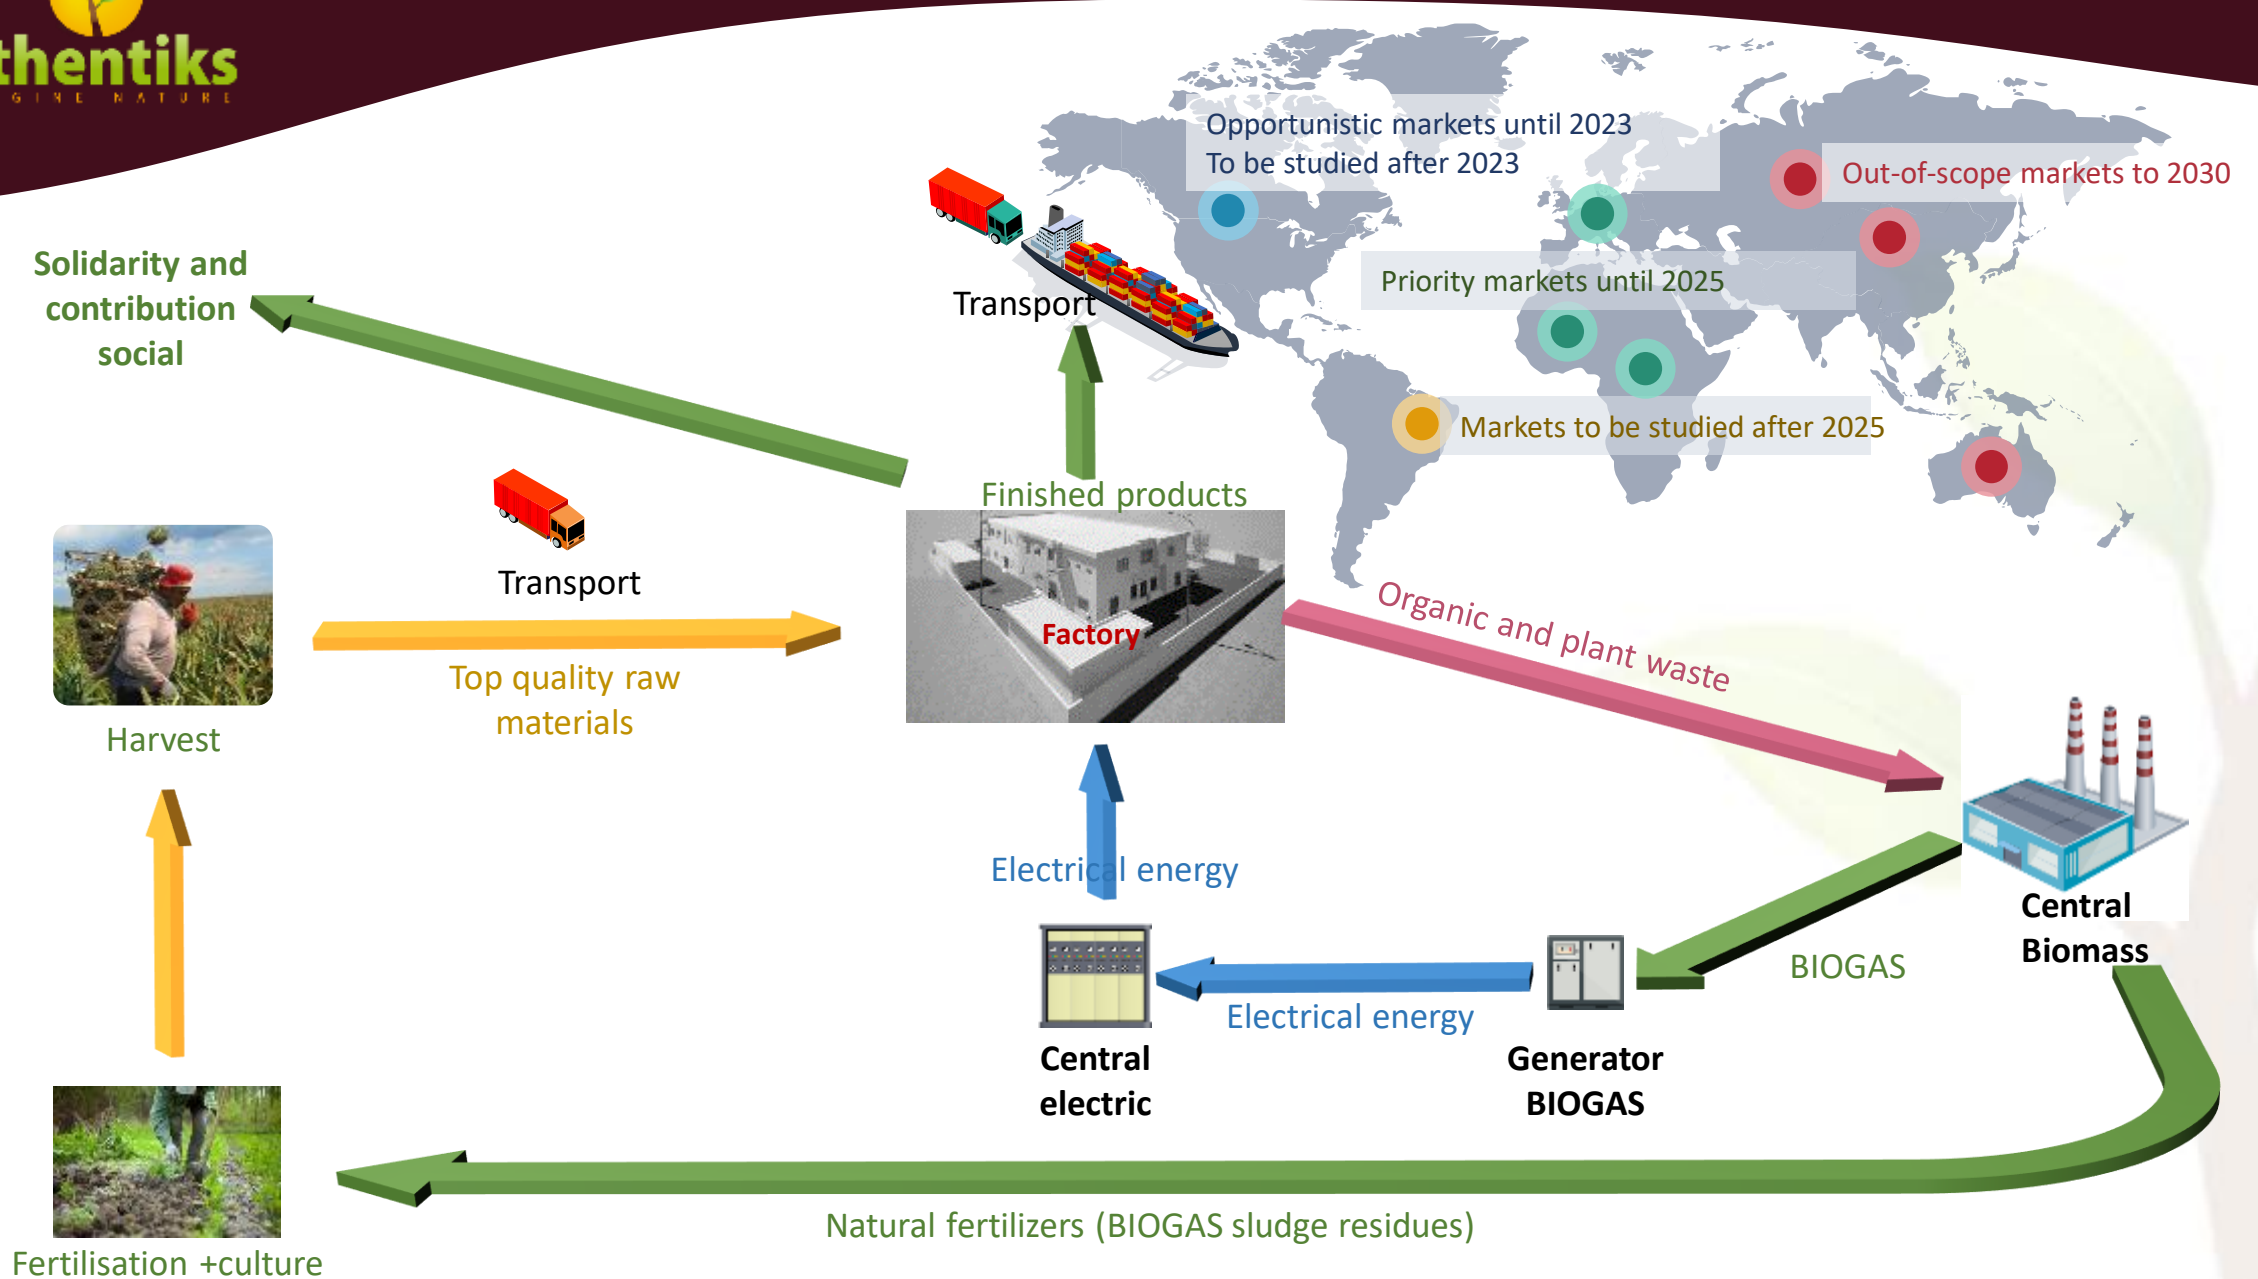 thentiks
GINE NATURE
Opportunistic markets until 2023
To be studied after 2023
Out-of-scope markets to 2030
Solidarity and
contribution
social
Priority markets until 2025
Transport
Markets to be studied after 2025
Finished products
Transport
Factory
Organic and plant waste
Top quality raw
materials
Harvest
Electrical energy
Central
Biomass
BIOGAS
Electrical energy
Central
electric
Generator
BIOGAS
Natural fertilizers (BIOGAS sludge residues)
Fertilisation +culture